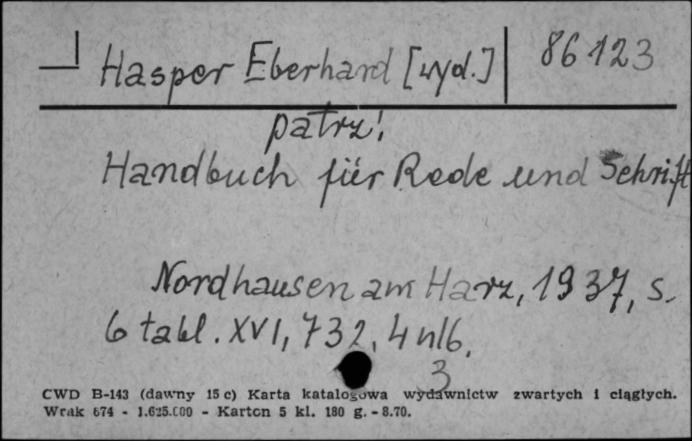 Hasper Eberhard [wyd.] 86123
patrz!
Handbuch für Rede und Schrift
Nordhausen am Harz, 1937, s.
6 tabl. XVI, 732, 4 nlb.
3
CWD B-143 (dawny 15 c) Karta katalogowa wydawnictw zwartych i ciągłych.
Wrak 674 - 1.625.000 - Karton 5 kl. 180 g. - 8.70.